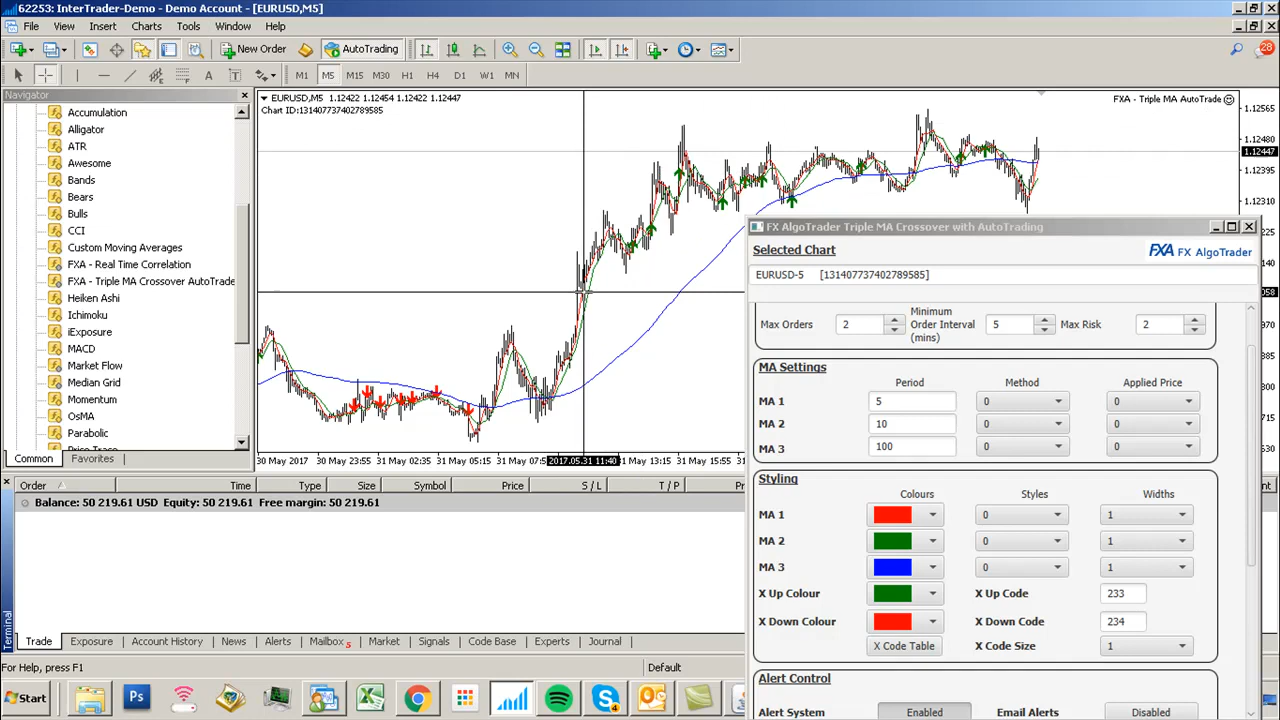 62253: InterTrader-Demo - Demo Account - [EURUSD,M5]
File View Insert Charts Tools Window Help
New Order AutoTrading 28
A T M1 M5 M15 M30 H1 H4 D1 W1 MN
Navigator
Accumulation
Alligator
ATR
Awesome
Bands
Bears
Bulls
CCI
Custom Moving Averages
FXA - Real Time Correlation
FXA - Triple MA Crossover AutoTrade
Heiken Ashi
Ichimoku
iExposure
MACD
Market Flow
Median Grid
Momentum
OsMA
Parabolic
Common Favorites
EURUSD,M5 1.12422 1.12454 1.12422 1.12447
Chart ID:131407737402789585
FXA - Triple MA AutoTrade
1.12565
1.12480
1.12447
1.12395
1.12310
30 May 2017 30 May 23:55 31 May 02:35 31 May 05:15 31 May 07:5 2017.05.31 11:40 31 May 13:15 31 May 15:55
FX AlgoTrader Triple MA Crossover with AutoTrading
Selected Chart FXA FX AlgoTrader
EURUSD-5 [131407737402789585]
Max Orders 2 Minimum Order Interval (mins) 5 Max Risk 2
MA Settings
Period Method Applied Price
MA 1 5 0 0
MA 2 10 0 0
MA 3 100 0 0
Styling
Colours Styles Widths
MA 1 0 1
MA 2 0 1
MA 3 0 1
X Up Colour X Up Code 233
X Down Colour X Down Code 234
X Code Table X Code Size 1
Alert Control
Alert System Enabled Email Alerts Disabled
Order Time Type Size Symbol Price S / L T / P
Balance: 50 219.61 USD Equity: 50 219.61 Free margin: 50 219.61
Terminal
Trade Exposure Account History News Alerts Mailbox 5 Market Signals Code Base Experts Journal
For Help, press F1 Default
Start Ps